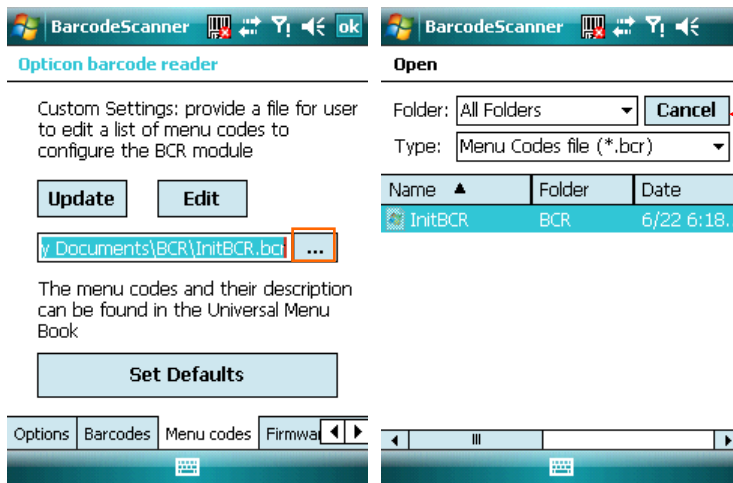 BarcodeScanner ok
Opticon barcode reader
Custom Settings: provide a file for user
to edit a list of menu codes to
configure the BCR module
Update Edit
y Documents\BCR\InitBCR.bcr ...
The menu codes and their description
can be found in the Universal Menu
Book
Set Defaults
Options Barcodes Menu codes Firmwa
BarcodeScanner
Open
Folder: All Folders Cancel
Type: Menu Codes file (*.bcr)
Name Folder Date
InitBCR BCR 6/22 6:18.